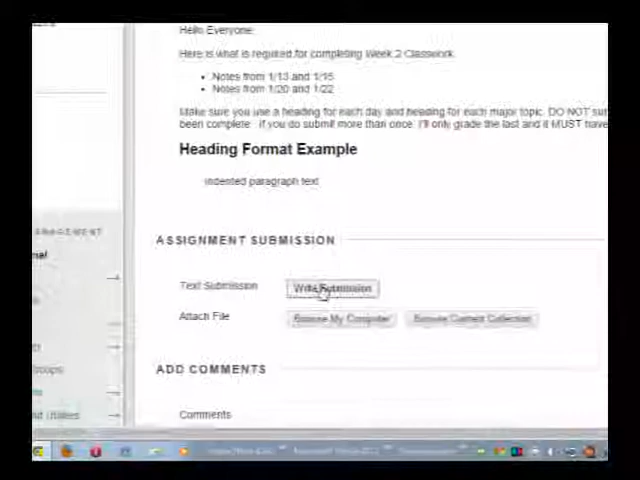 Hello Everyone,
Here is what is required for completing Week 2 Classwork.
Notes from 1/13 and 1/15
Notes from 1/20 and 1/22
Make sure you use a heading for each day and heading for each major topic. DO NOT su
been complete. If you do submit more than once. I'll only grade the last and it MUST have
Heading Format Example
indented paragraph text
ASSIGNMENT SUBMISSION
Text Submission
Write Submission
Attach File
Browse My Computer
Browse Content Collection
ADD COMMENTS
Comments